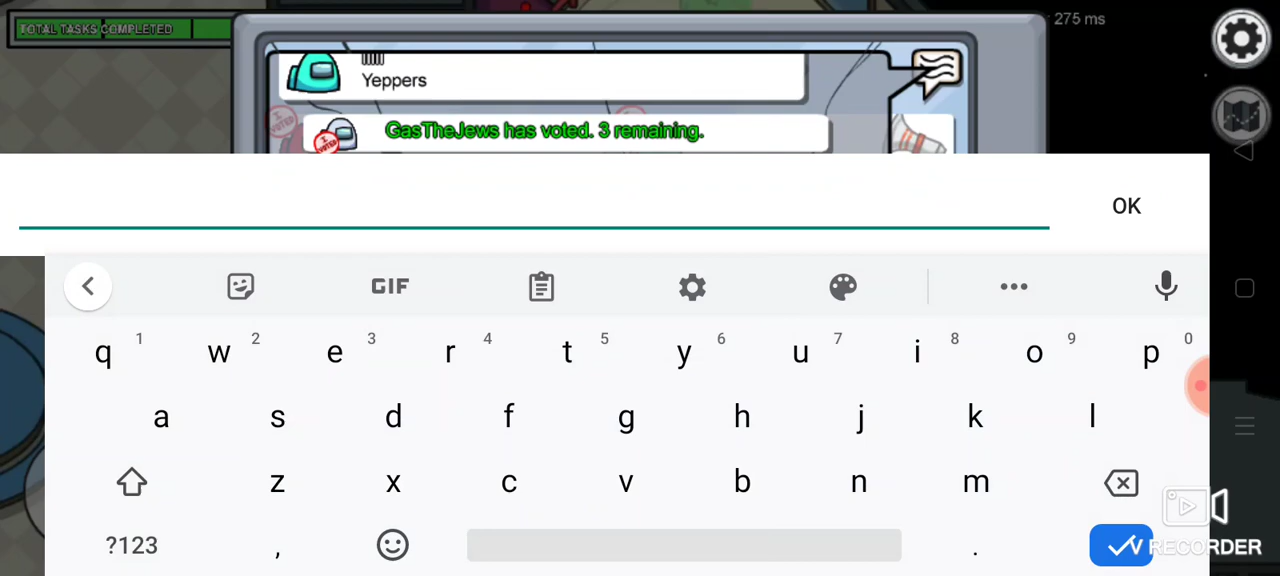 TOTAL TASKS COMPLETED
275 ms
Yeppers
GasTheJews has voted. 3 remaining.
I VOTED
OK
GIF
1 2 3 4 5 6 7 8 9 0
q w e r t y u i o p
a s d f g h j k l
z x c v b n m
?123 , .
V RECORDER